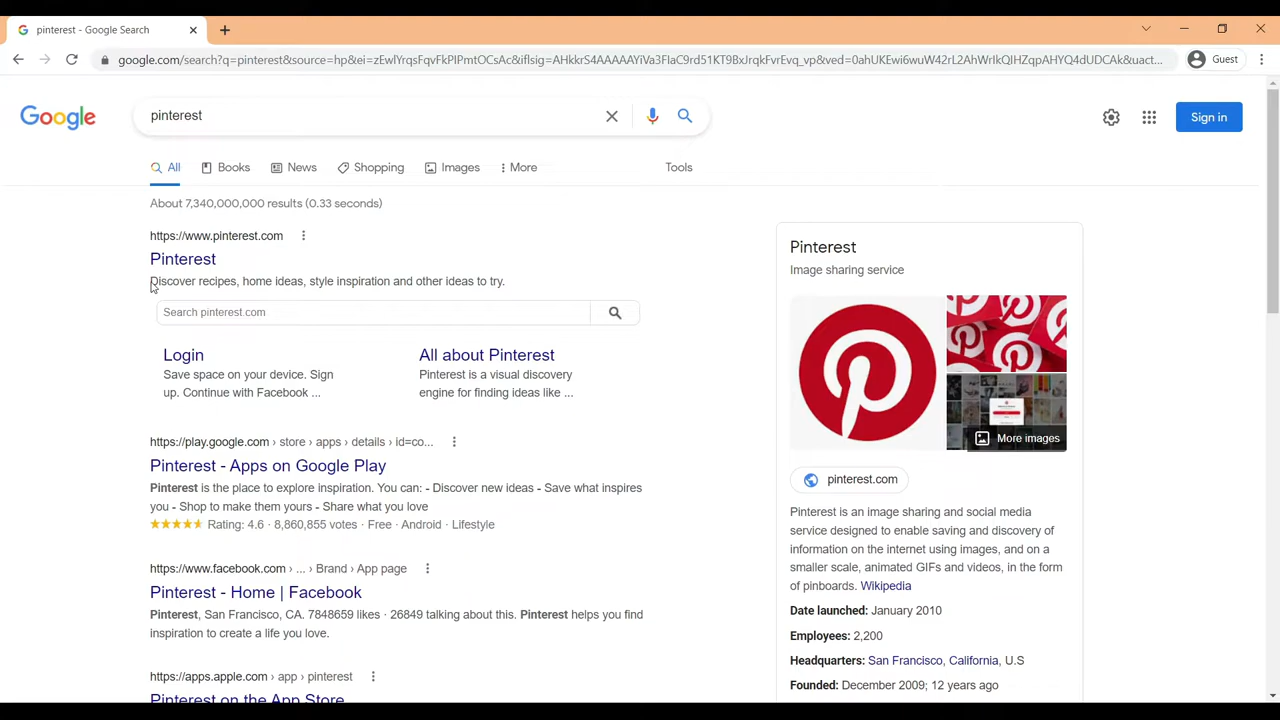 pinterest - Google Search
google.com/search?q=pinterest&source=hp&ei=
Guest
Google
pinterest
Sign in
All
Books
News
Shopping
Images
More
Tools
About 7,340,000,000 results (0.33 seconds)
https://www.pinterest.com
Pinterest
Discover recipes, home ideas, style inspiration and other ideas to try.
Search pinterest.com
Login
Save space on your device. Sign
up. Continue with Facebook ...
All about Pinterest
Pinterest is a visual discovery
engine for finding ideas like ...
https://play.google.com › store › apps › details › id=co...
Pinterest - Apps on Google Play
Pinterest is the place to explore inspiration. You can: - Discover new ideas - Save what inspires
you - Shop to make them yours - Share what you love
Rating: 4.6 · 8,860,855 votes · Free · Android · Lifestyle
https://www.facebook.com › ... › Brand › App page
Pinterest - Home | Facebook
Pinterest, San Francisco, CA. 7848659 likes · 26849 talking about this. Pinterest helps you find
inspiration to create a life you love.
https://apps.apple.com › app › pinterest
Pinterest on the App Store
Pinterest
Image sharing service
More images
pinterest.com
Pinterest is an image sharing and social media
service designed to enable saving and discovery of
information on the internet using images, and on a
smaller scale, animated GIFs and videos, in the form
of pinboards. Wikipedia
Date launched: January 2010
Employees: 2,200
Headquarters: San Francisco, California, U.S
Founded: December 2009; 12 years ago